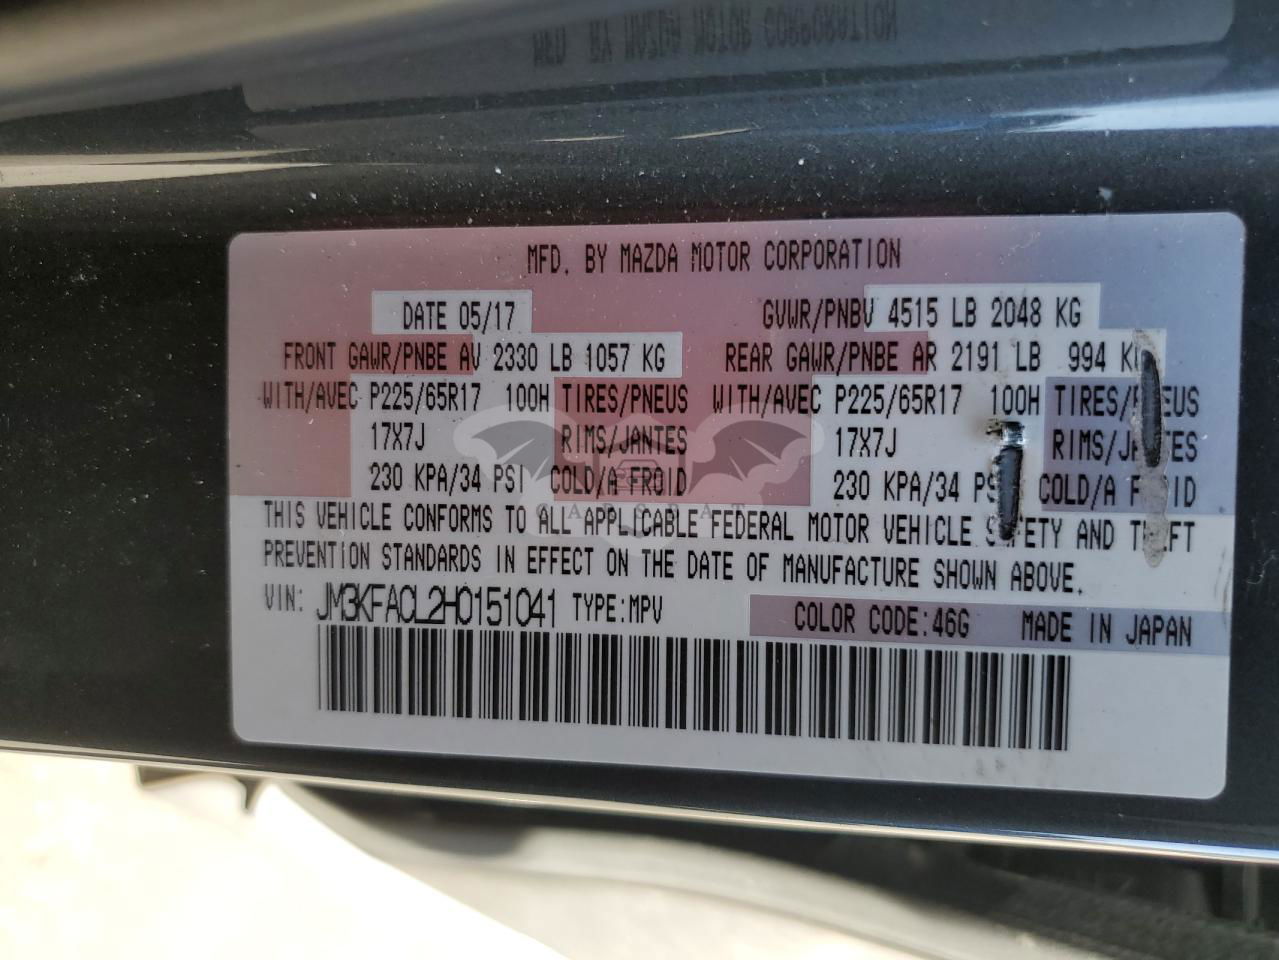 MFD. BY MAZDA MOTOR CORPORATION
DATE 05/17 GVWR/PNBV 4515 LB 2048 KG
FRONT GAWR/PNBE AV 2330 LB 1057 KG REAR GAWR/PNBE AR 2191 LB 994
WITH/AVEC P225/65R17 100H TIRES/PNEUS WITH/AVEC P225/65R17 100H TIRES/PNEUS
17X7J RIMS/JANTES 17X7J RIMS/JANTES
230 KPA/34 PSI COLD/A FROID 230 KPA/34 PSI COLD/A FROID
CARSBAT
THIS VEHICLE CONFORMS TO ALL APPLICABLE FEDERAL MOTOR VEHICLE SAFETY AND THEFT
PREVENTION STANDARDS IN EFFECT ON THE DATE OF MANUFACTURE SHOWN ABOVE.
VIN: JM3KFACL2H0151041 TYPE:MPV COLOR CODE:46G MADE IN JAPAN